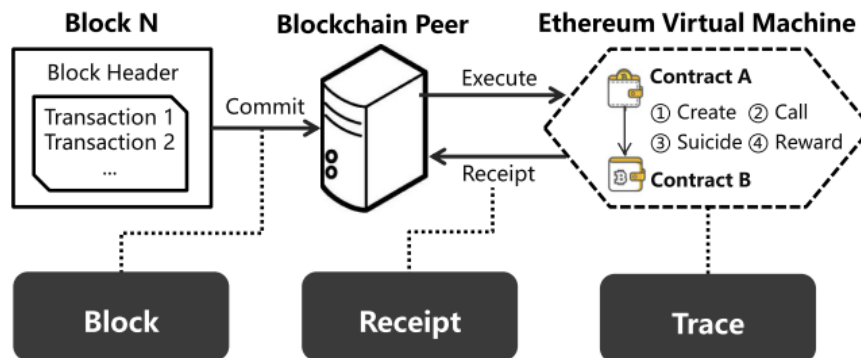 Block N
Blockchain Peer
Ethereum Virtual Machine
Block Header
Transaction 1
Transaction 2
...
Commit
Execute
Receipt
Contract A
① Create ② Call
③ Suicide ④ Reward
Contract B
Block
Receipt
Trace